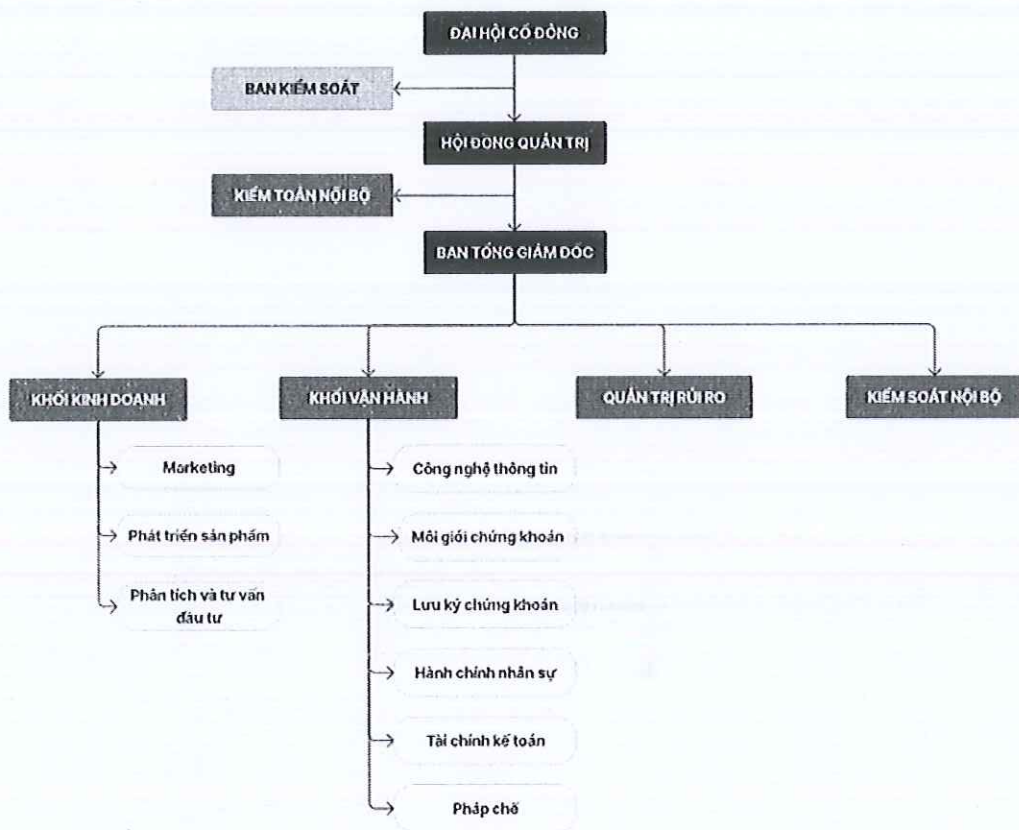 ĐẠI HỘI CỔ ĐÔNG
BAN KIỂM SOÁT
HỘI ĐỒNG QUẢN TRỊ
KIỂM TOÁN NỘI BỘ
BAN TỔNG GIÁM ĐỐC
KHỐI KINH DOANH
KHỐI VẬN HÀNH
QUẢN TRỊ RỦI RO
KIỂM SOÁT NỘI BỘ
Marketing
Phát triển sản phẩm
Phân tích và tư vấn
đầu tư
Công nghệ thông tin
Môi giới chứng khoán
Lưu ký chứng khoán
Hành chính nhân sự
Tài chính kế toán
Pháp chế